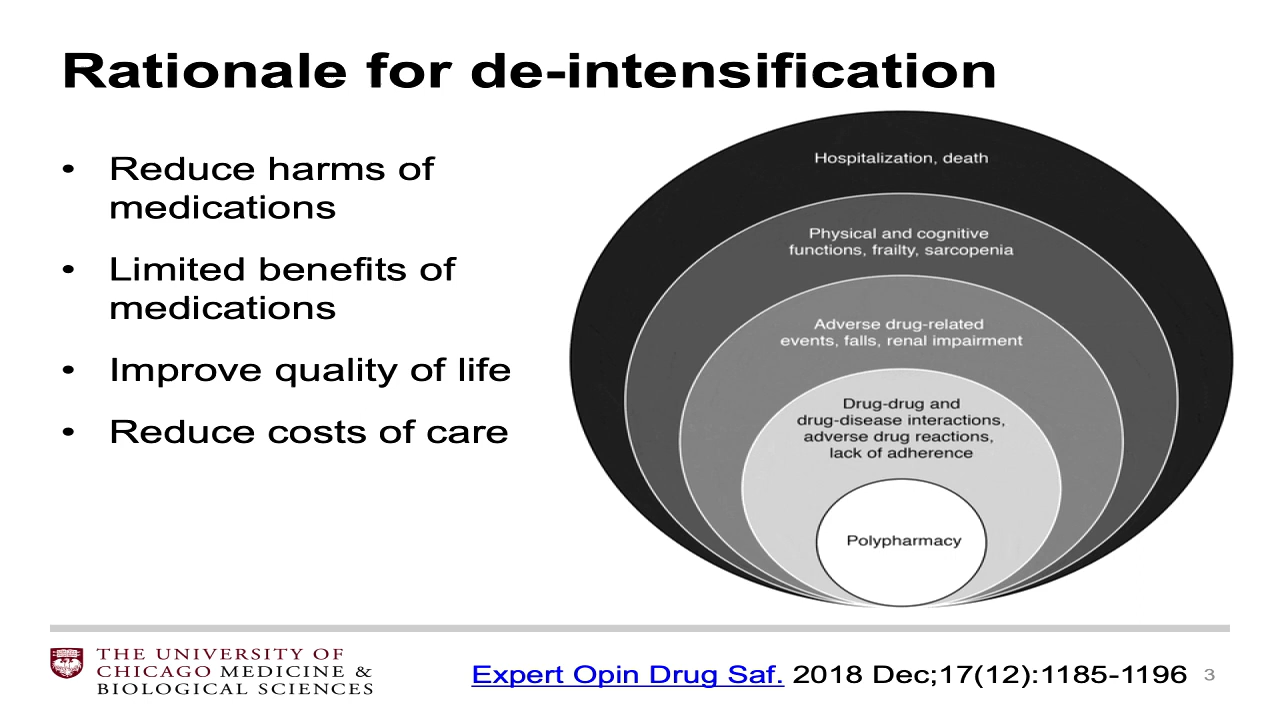 Rationale for de-intensification
• Reduce harms of
medications
• Limited benefits of
medications
• Improve quality of life
• Reduce costs of care
Hospitalization, death
Physical and cognitive
functions, frailty, sarcopenia
Adverse drug-related
events, falls, renal impairment
Drug-drug and
drug-disease interactions,
adverse drug reactions,
lack of adherence
Polypharmacy
THE UNIVERSITY OF
CHICAGO MEDICINE &
BIOLOGICAL SCIENCES
Expert Opin Drug Saf. 2018 Dec;17(12):1185-1196
3